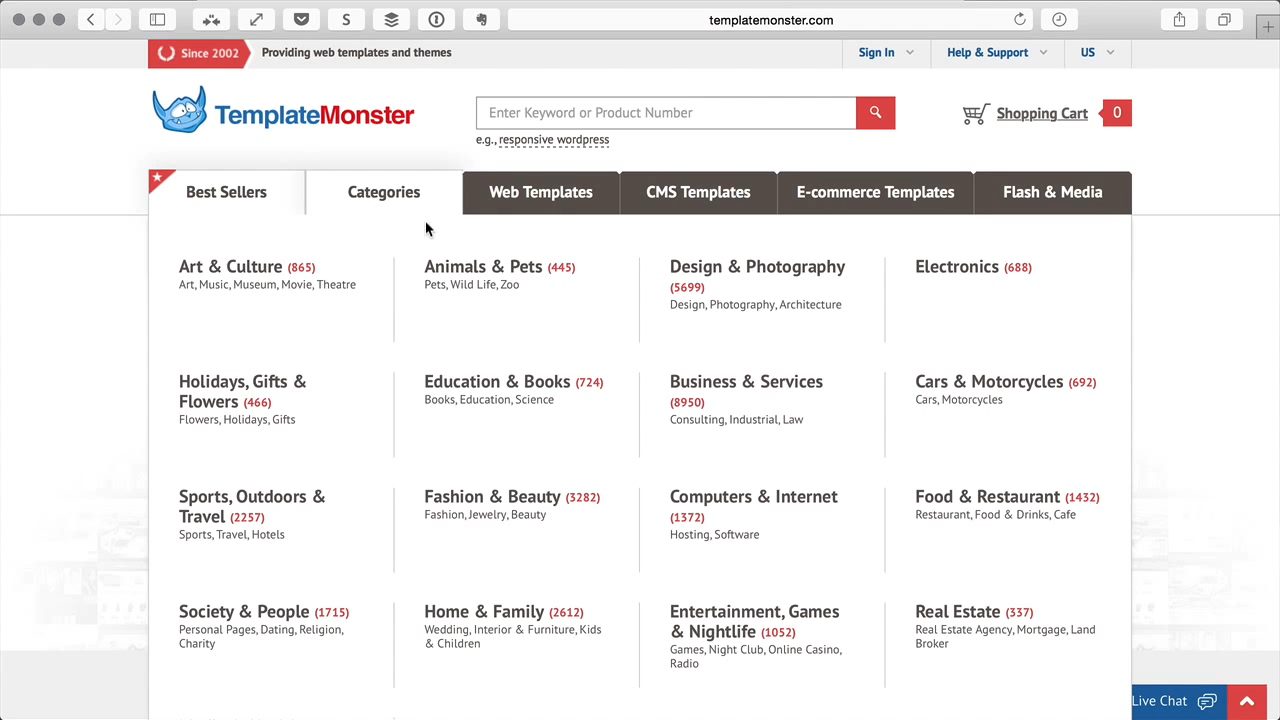 templatemonster.com
Since 2002 Providing web templates and themes Sign In Help & Support US
TemplateMonster Enter Keyword or Product Number Shopping Cart 0
e.g., responsive wordpress
Best Sellers Categories Web Templates CMS Templates E-commerce Templates Flash & Media
Art & Culture (865)
Art, Music, Museum, Movie, Theatre
Animals & Pets (445)
Pets, Wild Life, Zoo
Design & Photography
(5699)
Design, Photography, Architecture
Electronics (688)
Holidays, Gifts &
Flowers (466)
Flowers, Holidays, Gifts
Education & Books (724)
Books, Education, Science
Business & Services
(8950)
Consulting, Industrial, Law
Cars & Motorcycles (692)
Cars, Motorcycles
Sports, Outdoors &
Travel (2257)
Sports, Travel, Hotels
Fashion & Beauty (3282)
Fashion, Jewelry, Beauty
Computers & Internet
(1372)
Hosting, Software
Food & Restaurant (1432)
Restaurant, Food & Drinks, Cafe
Society & People (1715)
Personal Pages, Dating, Religion,
Charity
Home & Family (2612)
Wedding, Interior & Furniture, Kids
& Children
Entertainment, Games
& Nightlife (1052)
Games, Night Club, Online Casino,
Radio
Real Estate (337)
Real Estate Agency, Mortgage, Land
Broker
Live Chat